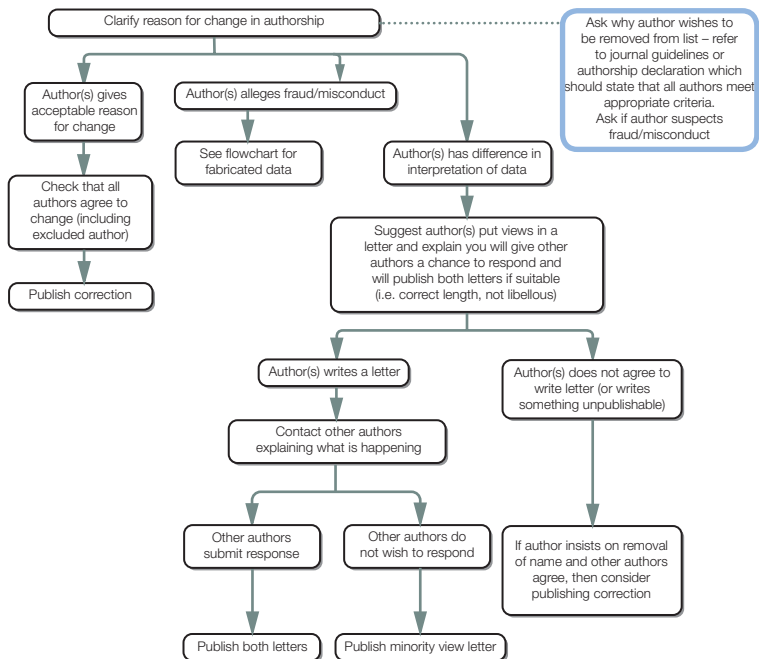 Clarify reason for change in authorship
Ask why author wishes to
be removed from list – refer
to journal guidelines or
authorship declaration which
should state that all authors meet
appropriate criteria.
Ask if author suspects
fraud/misconduct
Author(s) gives
acceptable reason
for change
Author(s) alleges fraud/misconduct
See flowchart for
fabricated data
Author(s) has difference in
interpretation of data
Check that all
authors agree to
change (including
excluded author)
Publish correction
Suggest author(s) put views in a
letter and explain you will give other
authors a chance to respond and
will publish both letters if suitable
(i.e. correct length, not libellous)
Author(s) writes a letter
Author(s) does not agree to
write letter (or writes
something unpublishable)
Contact other authors
explaining what is happening
Other authors
submit response
Other authors do
not wish to respond
If author insists on removal
of name and other authors
agree, then consider
publishing correction
Publish both letters
Publish minority view letter